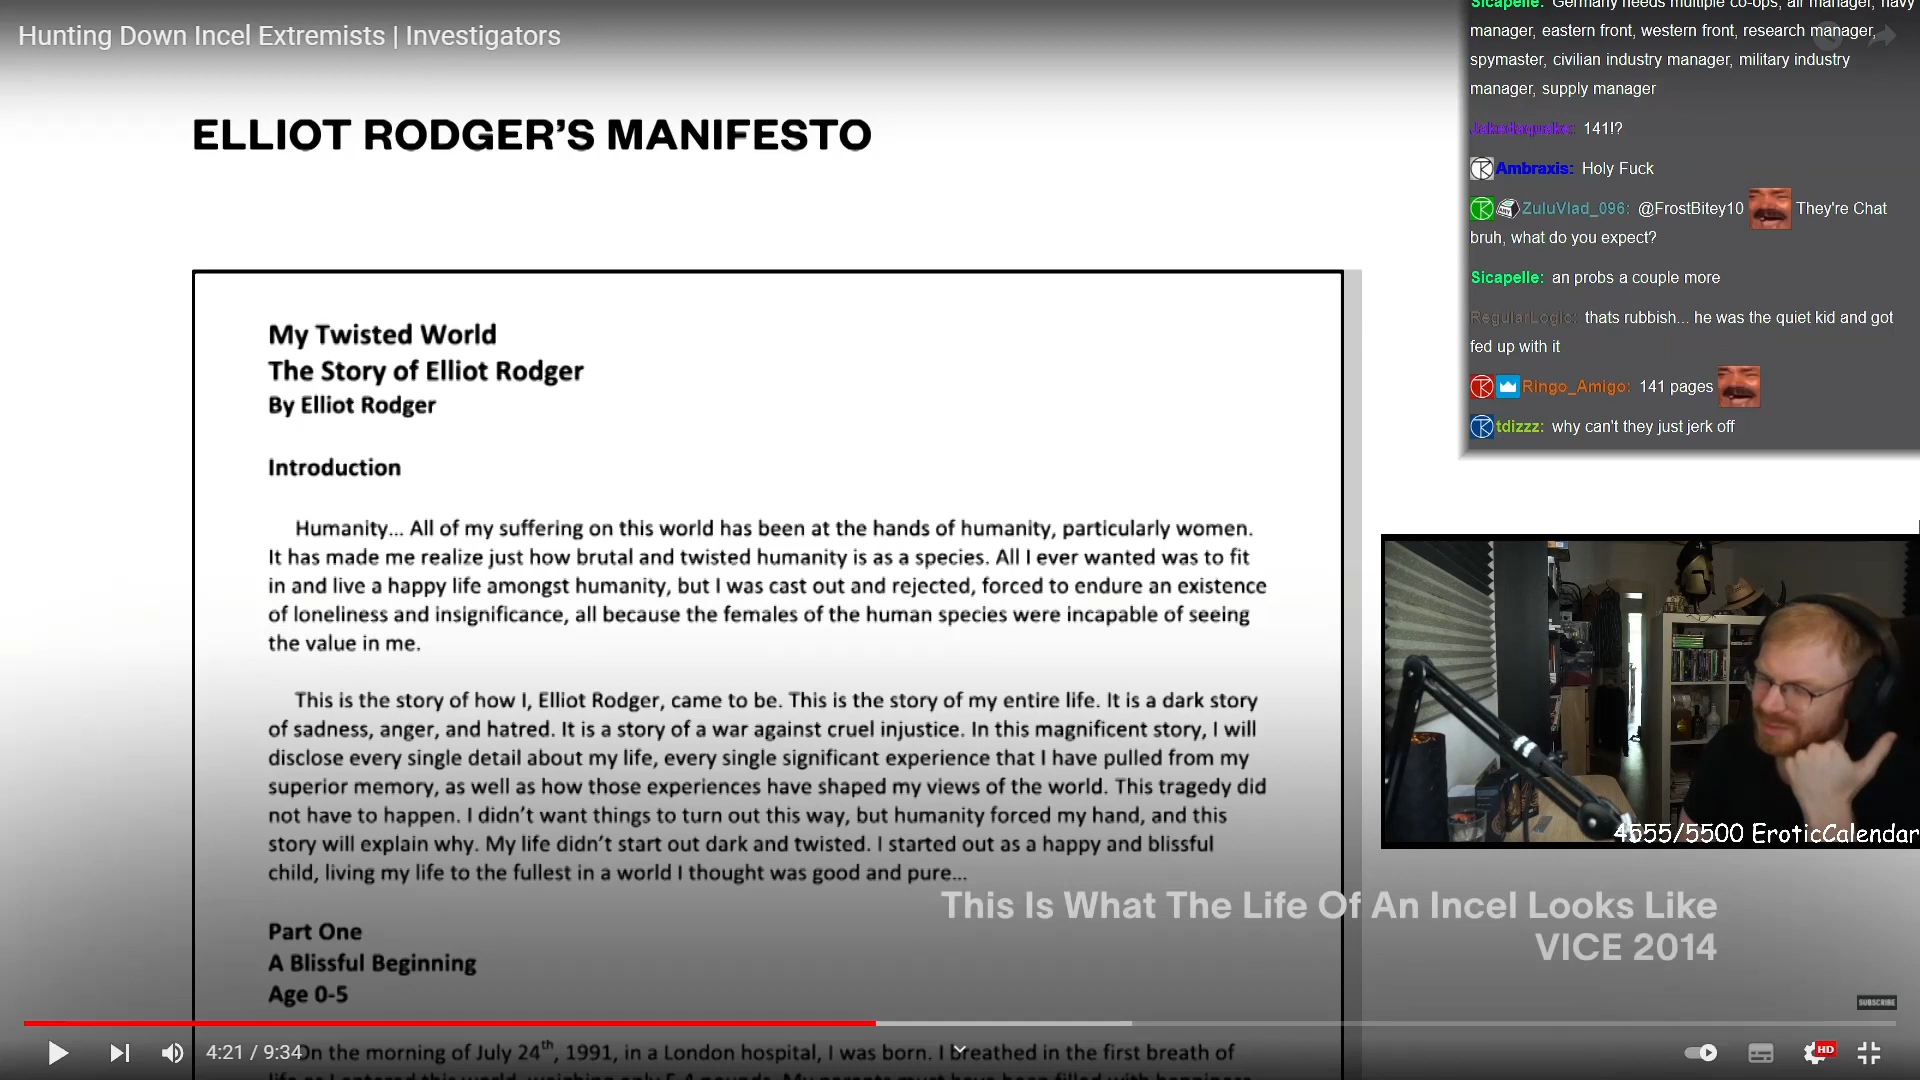 Hunting Down Incel Extremists | Investigators
ELLIOT RODGER'S MANIFESTO
My Twisted World
The Story of Elliot Rodger
By Elliot Rodger
Introduction
Humanity... All of my suffering on this world has been at the hands of humanity, particularly women.
It has made me realize just how brutal and twisted humanity is as a species. All I ever wanted was to fit
in and live a happy life amongst humanity, but I was cast out and rejected, forced to endure an existence
of loneliness and insignificance, all because the females of the human species were incapable of seeing
the value in me.
This is the story of how I, Elliot Rodger, came to be. This is the story of my entire life. It is a dark story
of sadness, anger, and hatred. It is a story of a war against cruel injustice. In this magnificent story, I will
disclose every single detail about my life, every single significant experience that I have pulled from my
superior memory, as well as how those experiences have shaped my views of the world. This tragedy did
not have to happen. I didn't want things to turn out this way, but humanity forced my hand, and this
story will explain why. My life didn't start out dark and twisted. I started out as a happy and blissful
child, living my life to the fullest in a world I thought was good and pure...
Part One
A Blissful Beginning
Age 0-5
On the morning of July 24th, 1991, in a London hospital, I was born. I breathed in the first breath of
This Is What The Life Of An Incel Looks Like
VICE 2014
SUBSCRIBE
4:21 / 9:34
HD
Sicapelle: Germany needs multiple co-ops, air manager, navy
manager, eastern front, western front, research manager,
spymaster, civilian industry manager, military industry
manager, supply manager
141!?
Ambraxis: Holy Fuck
ZuluVlad_096: @FrostBitey10 They're Chat
bruh, what do you expect?
Sicapelle: an probs a couple more
RegularLogic: thats rubbish... he was the quiet kid and got
fed up with it
Ringo_Amigo: 141 pages
tdizzz: why can't they just jerk off
4555/5500 EroticCalendar